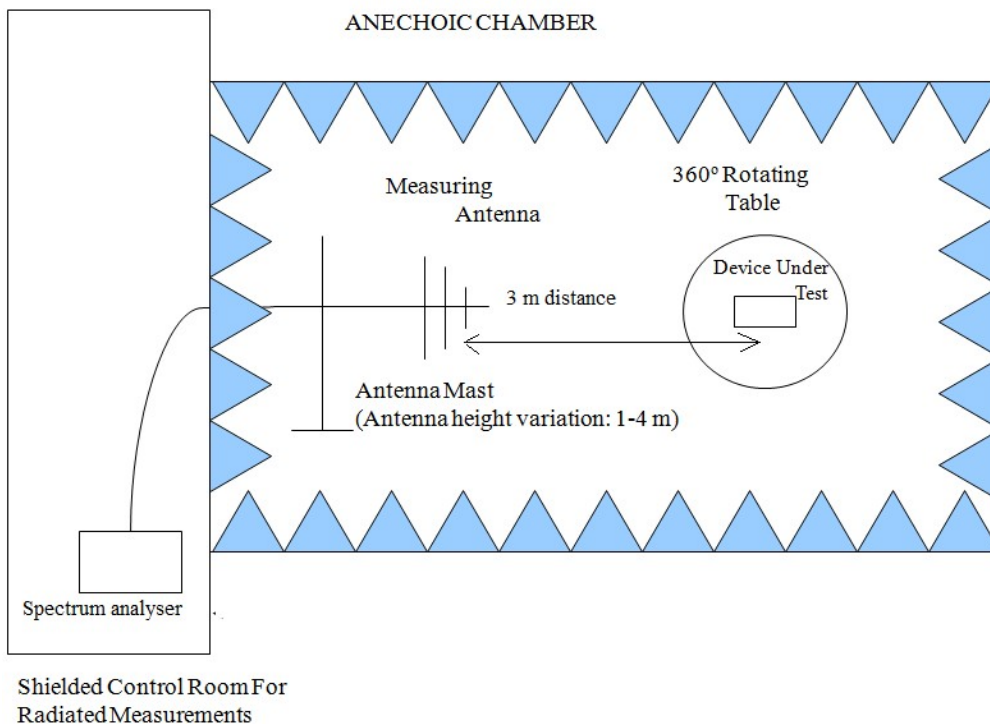 ANECHOIC CHAMBER
Measuring
Antenna
360º Rotating
Table
Device Under
Test
3 m distance
Antenna Mast
(Antenna height variation: 1-4 m)
Spectrum analyser
Shielded Control Room For
Radiated Measurements